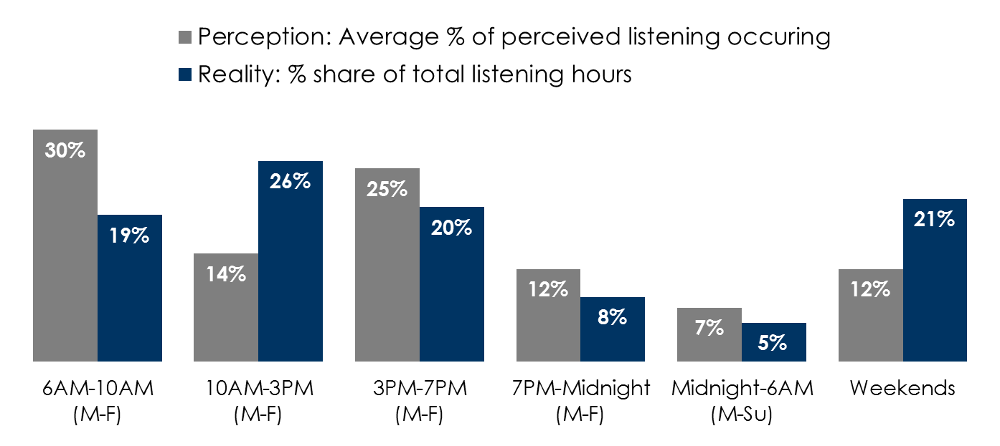 Perception: Average % of perceived listening occuring
Reality: % share of total listening hours
30%
19%
14%
26%
25%
20%
12%
8%
7%
5%
12%
21%
6AM-10AM
(M-F)
10AM-3PM
(M-F)
3PM-7PM
(M-F)
7PM-Midnight
(M-F)
Midnight-6AM
(M-Su)
Weekends